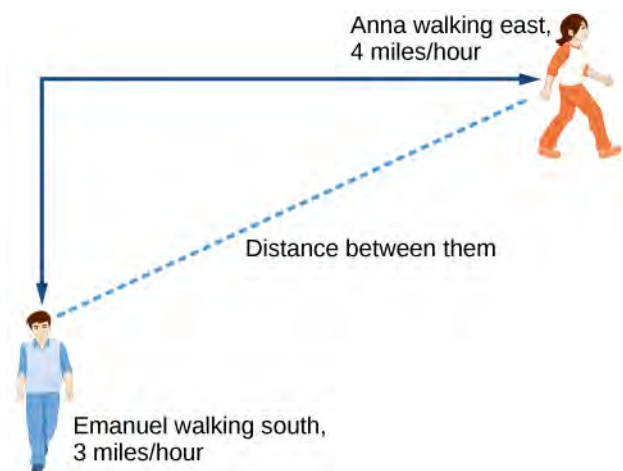 Anna walking east,
4 miles/hour
Distance between them
Emanuel walking south,
3 miles/hour